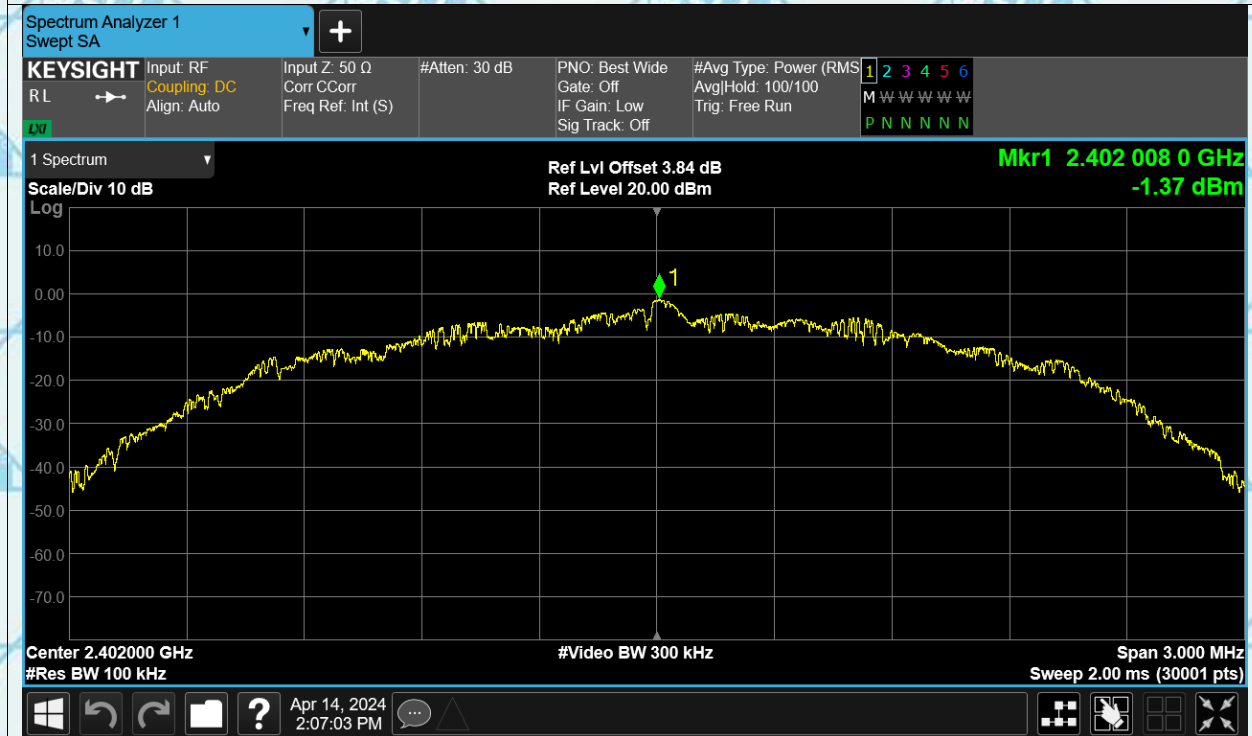 Spectrum Analyzer 1
Swept SA
KEYSIGHT
RL
LXI
Input: RF
Coupling: DC
Align: Auto
Input Z: 50 Ω
Corr CCorr
Freq Ref: Int (S)
#Atten: 30 dB
PNO: Best Wide
Gate: Off
IF Gain: Low
Sig Track: Off
#Avg Type: Power (RMS
Avg|Hold: 100/100
Trig: Free Run
1 2 3 4 5 6
M W W W W W
P N N N N N
1 Spectrum
Scale/Div 10 dB
Log
Ref Lvl Offset 3.84 dB
Ref Level 20.00 dBm
Mkr1 2.402 008 0 GHz
-1.37 dBm
10.0
0.00
-10.0
-20.0
-30.0
-40.0
-50.0
-60.0
-70.0
1
Center 2.402000 GHz
#Res BW 100 kHz
#Video BW 300 kHz
Span 3.000 MHz
Sweep 2.00 ms (30001 pts)
?
Apr 14, 2024
2:07:03 PM